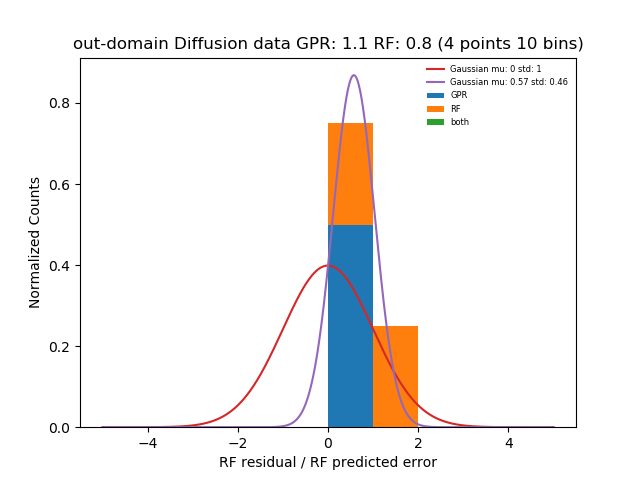 out-domain Diffusion data GPR: 1.1 RF: 0.8 (4 points 10 bins)
Gaussian mu: 0 std: 1
Gaussian mu: 0.57 std: 0.46
GPR
RF
both
Normalized Counts
0.8
0.6
0.4
0.2
0.0
−4
−2
0
2
4
RF residual / RF predicted error